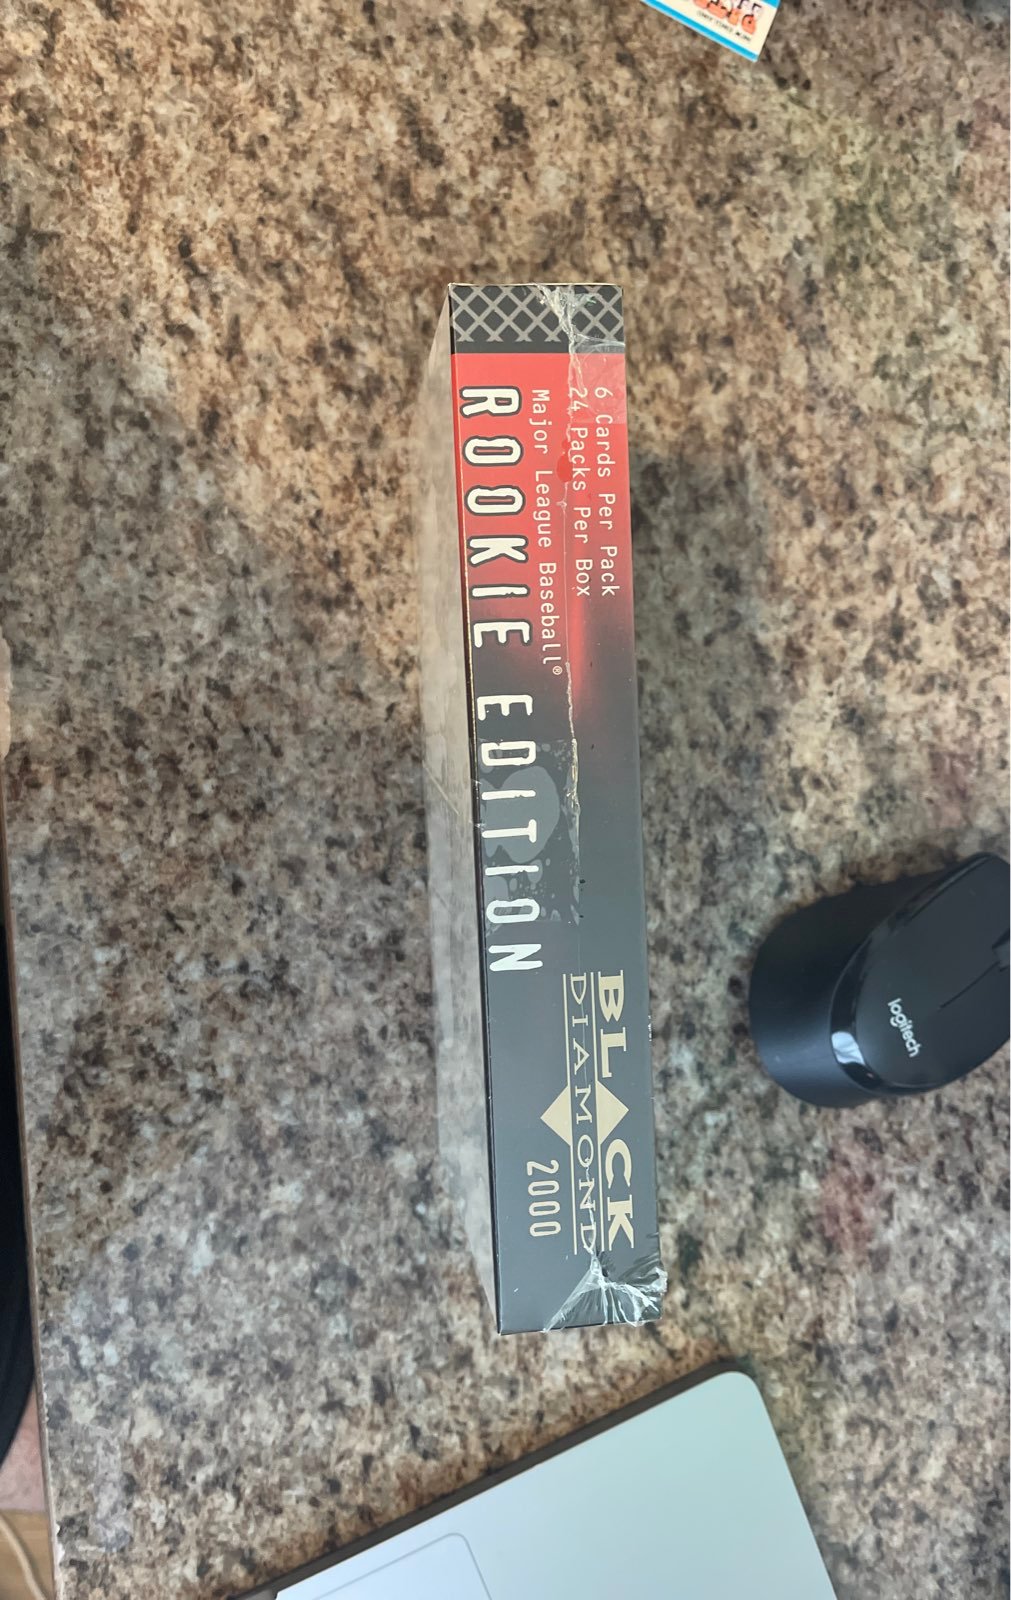 6 Cards Per Pack
24 Packs Per Box
Major League Baseball®
ROOKIE EDITION
BLACK
DIAMOND
2000
logitech